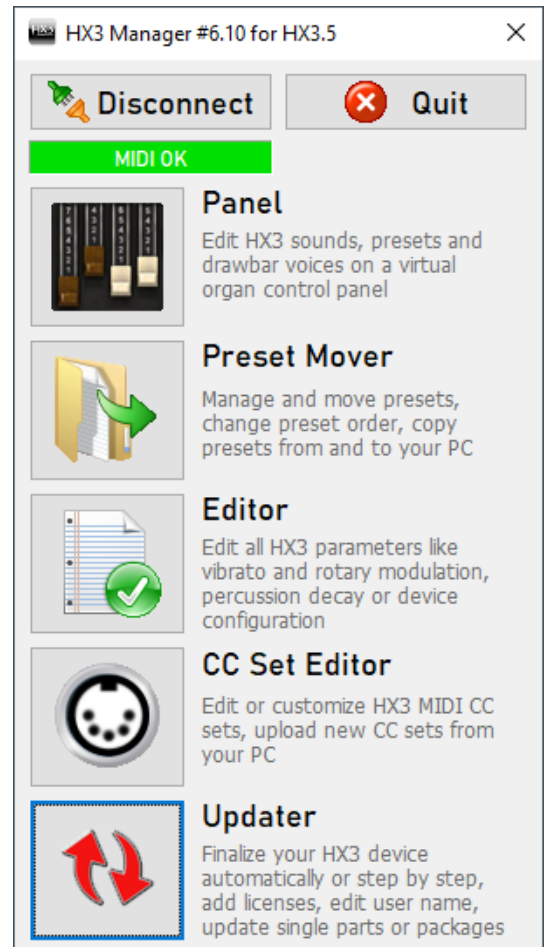 HX3 Manager #6.10 for HX3.5
Disconnect
Quit
MIDI OK
Panel
Edit HX3 sounds, presets and
drawbar voices on a virtual
organ control panel
Preset Mover
Manage and move presets,
change preset order, copy
presets from and to your PC
Editor
Edit all HX3 parameters like
vibrato and rotary modulation,
percussion decay or device
configuration
CC Set Editor
Edit or customize HX3 MIDI CC
sets, upload new CC sets from
your PC
Updater
Finalize your HX3 device
automatically or step by step,
add licenses, edit user name,
update single parts or packages